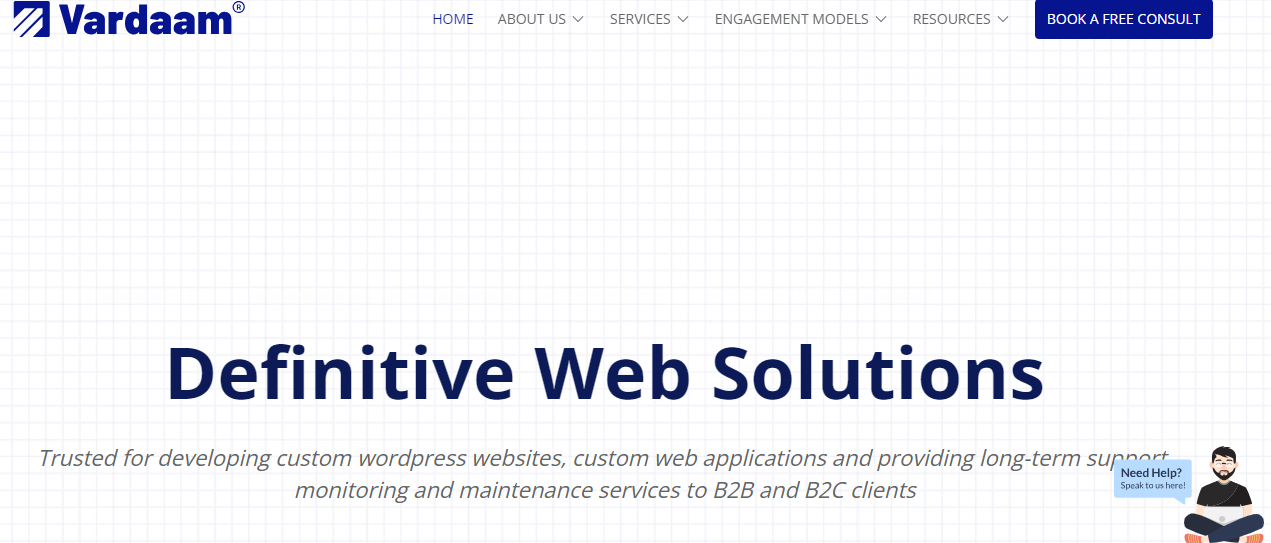 Vardaam®
HOME ABOUT US SERVICES ENGAGEMENT MODELS RESOURCES BOOK A FREE CONSULT
Definitive Web Solutions
Trusted for developing custom wordpress websites, custom web applications and providing long-term support,
monitoring and maintenance services to B2B and B2C clients
Need Help?
Speak to us here!